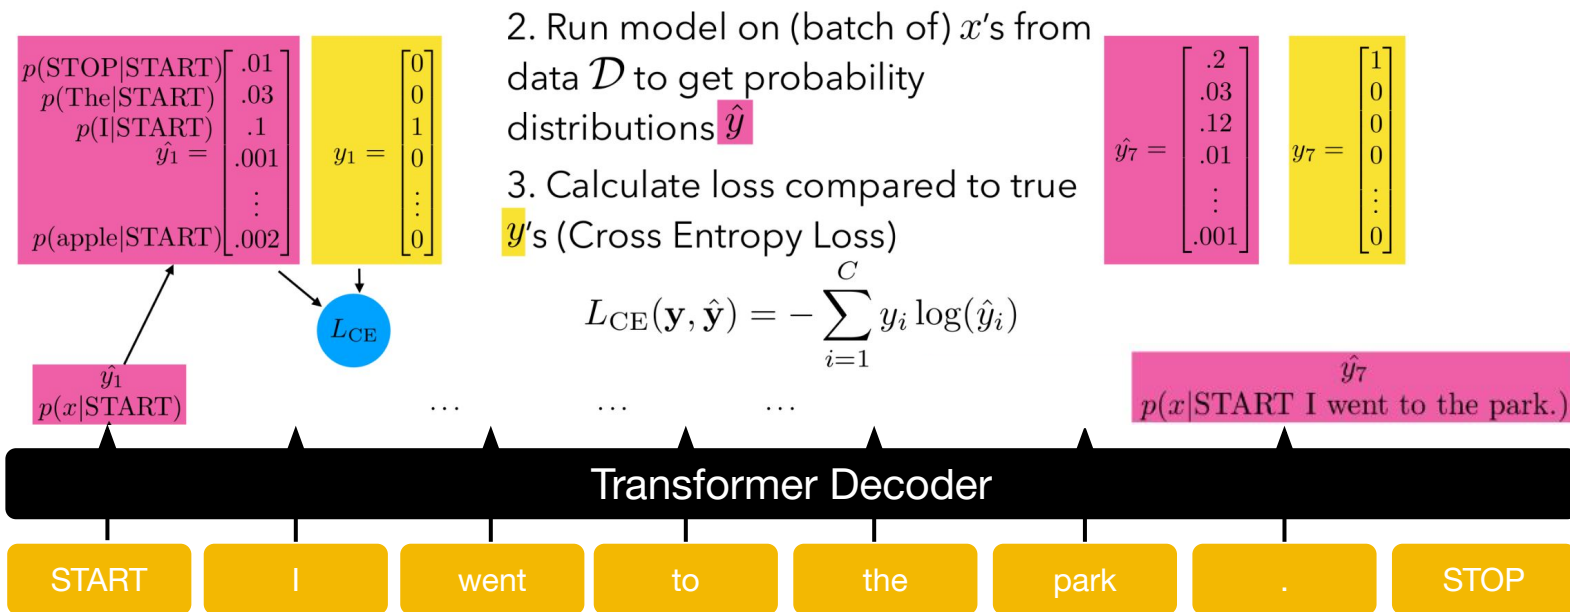 p(STOP|START) .01
p(The|START) .03
p(I|START) .1
ŷ₁ = .001
⋮
p(apple|START) .002
y₁ =
0
0
1
0
⋮
0
L_CE
ŷ₁
p(x|START)
2. Run model on (batch of) x's from
data 𝒟 to get probability
distributions ŷ
3. Calculate loss compared to true
y's (Cross Entropy Loss)
L_CE(y, ŷ) = − ∑_{i=1}^{C} y_i log(ŷ_i)
... ... ...
ŷ₇ =
.2
.03
.12
.01
⋮
.001
y₇ =
1
0
0
0
⋮
0
ŷ₇
p(x|START I went to the park.)
Transformer Decoder
START I went to the park . STOP